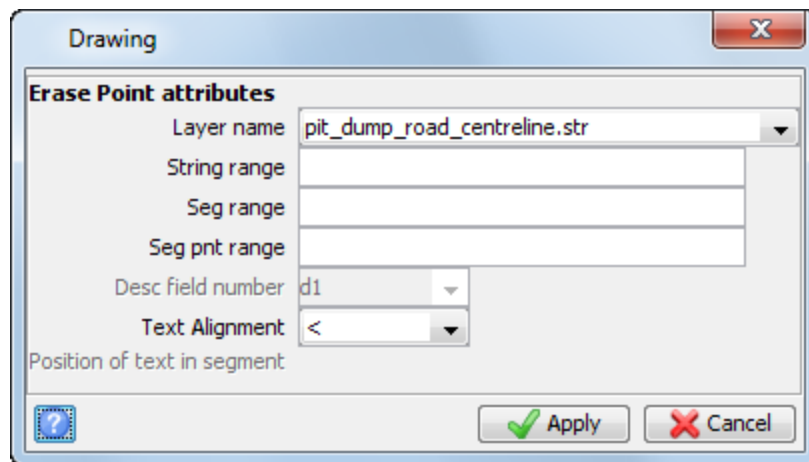 Drawing
Erase Point attributes
Layer name pit_dump_road_centreline.str
String range
Seg range
Seg pnt range
Desc field number d1
Text Alignment <
Position of text in segment
? Apply Cancel